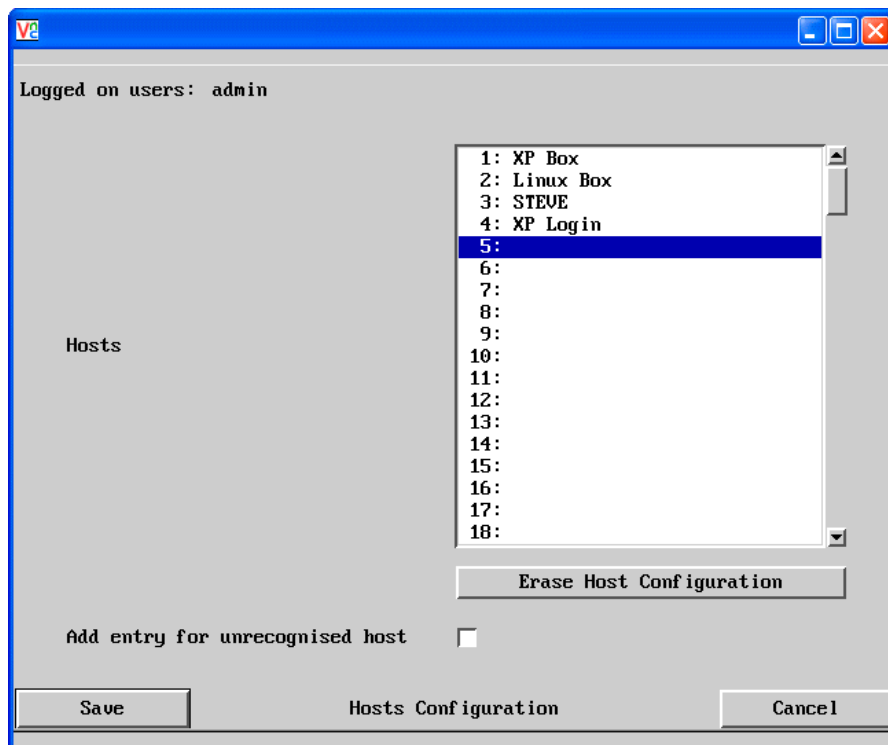 VNC
Logged on users: admin
1: XP Box
2: Linux Box
3: STEVE
4: XP Login
5:
6:
7:
8:
9:
Hosts
10:
11:
12:
13:
14:
15:
16:
17:
18:
Erase Host Configuration
Add entry for unrecognised host
Save Hosts Configuration Cancel